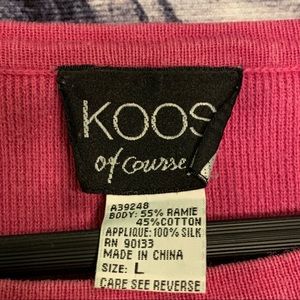 KOOS
of course
A39248
BODY: 55% RAMIE
45% COTTON
APPLIQUE: 100% SILK
RN 90133
MADE IN CHINA
SIZE: L
CARE SEE REVERSE